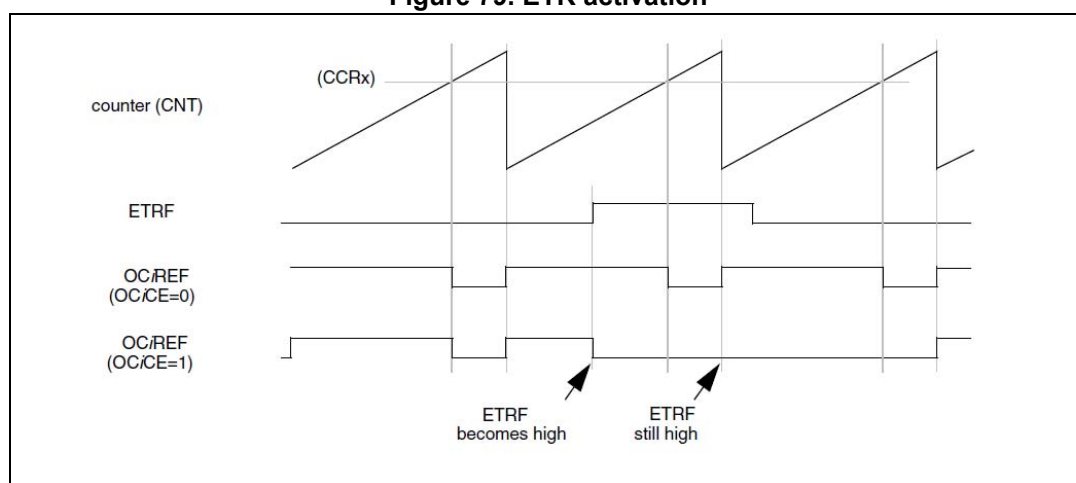 (CCRx)
counter (CNT)
ETRF
OCiREF
(OCiCE=0)
OCiREF
(OCiCE=1)
ETRF
becomes high
ETRF
still high